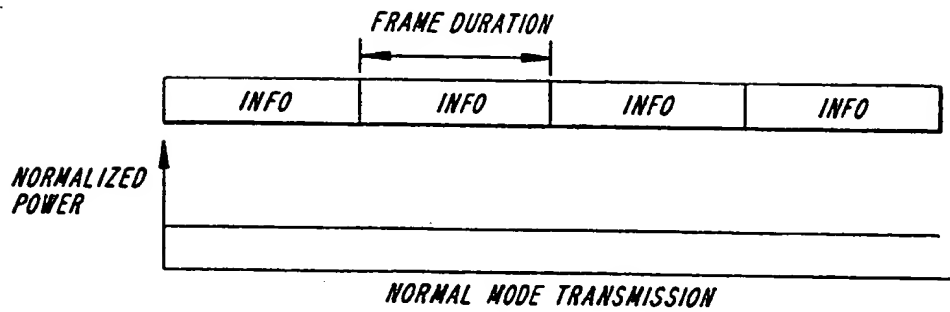 FRAME DURATION
INFO INFO INFO INFO
NORMALIZED
POWER
NORMAL MODE TRANSMISSION